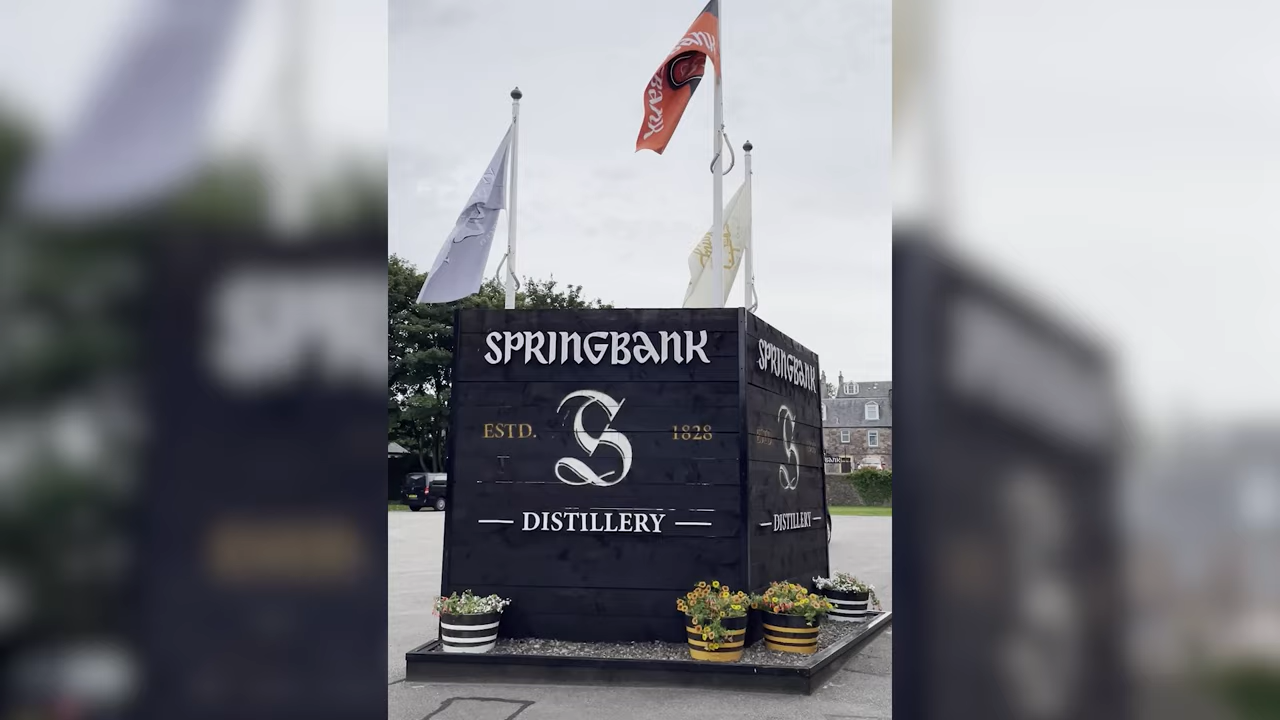 SPRINGBANK
ESTD. S 1828
DISTILLERY
SPRINGBANK
S
DISTILLERY